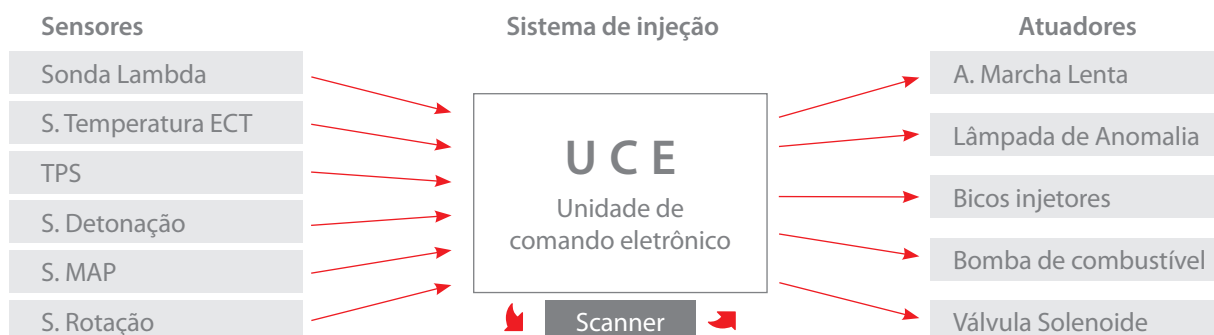 Sensores
Sonda Lambda
S. Temperatura ECT
TPS
S. Detonação
S. MAP
S. Rotação
Sistema de injeção
U C E
Unidade de
comando eletrônico
Scanner
Atuadores
A. Marcha Lenta
Lâmpada de Anomalia
Bicos injetores
Bomba de combustível
Válvula Solenoide